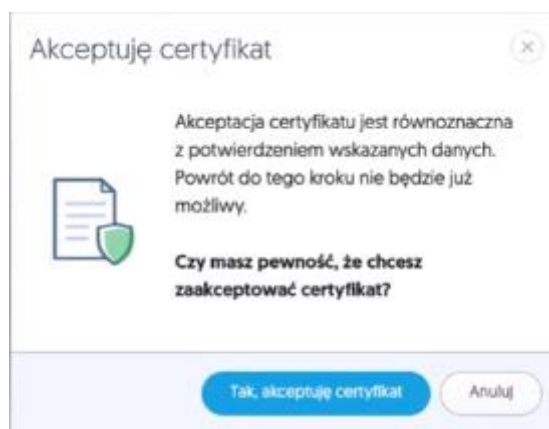 Akceptuję certyfikat
Akceptacja certyfikatu jest równoznaczna
z potwierdzeniem wskazanych danych.
Powrót do tego kroku nie będzie już
możliwy.
Czy masz pewność, że chcesz
zaakceptować certyfikat?
Tak, akceptuję certyfikat
Anuluj